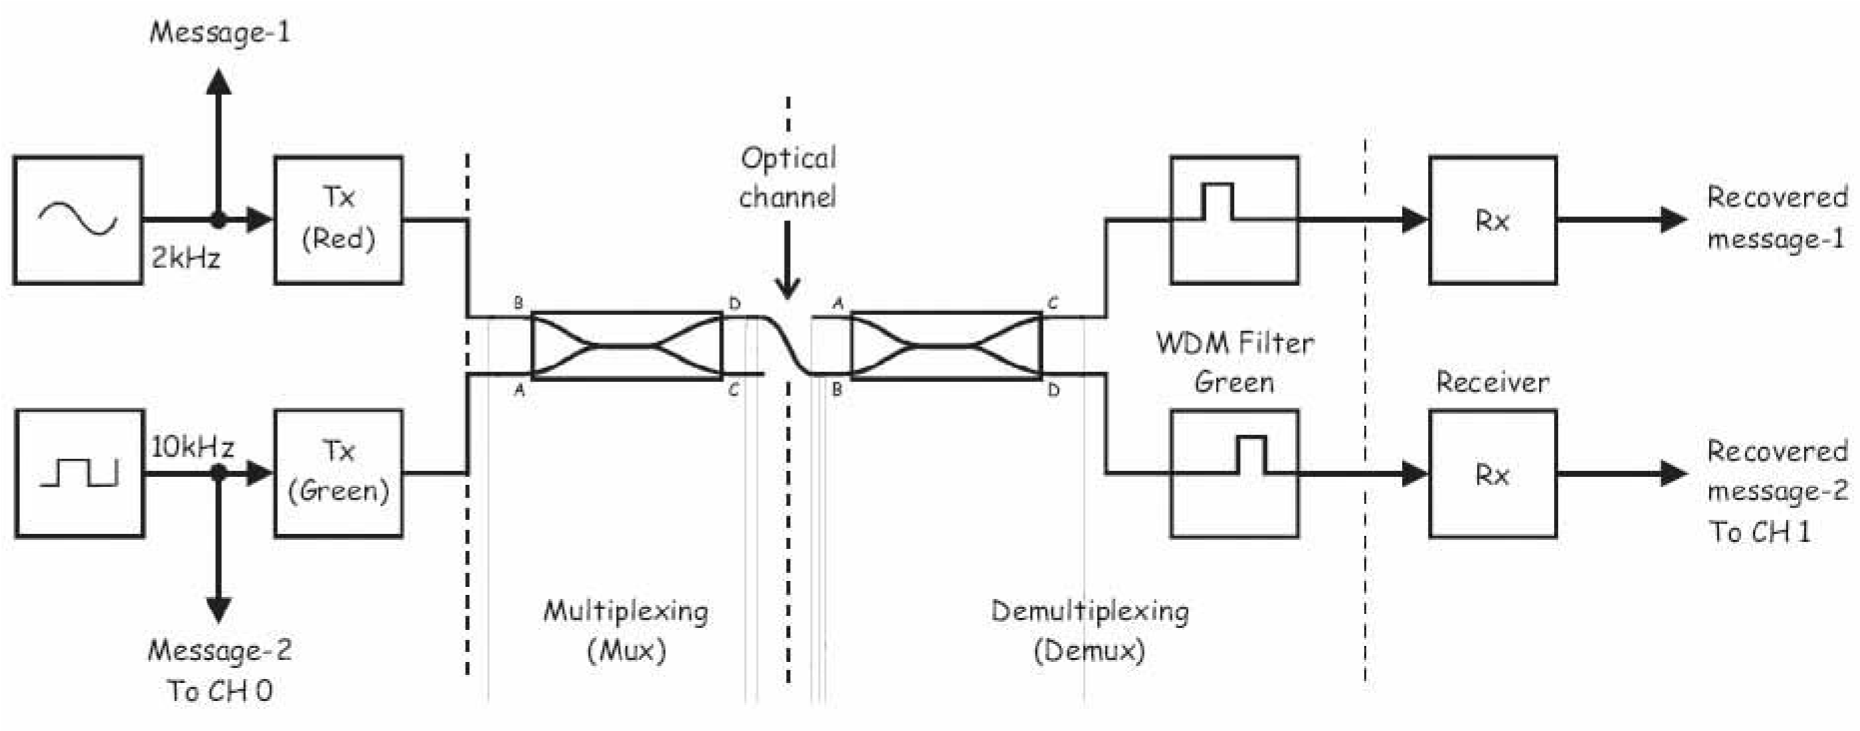 Message-1
Optical
channel
Tx
(Red)
2kHz
Rx
Recovered
message-1
B
D
A
C
A
C
B
D
WDM Filter
Green
Receiver
10kHz
Tx
(Green)
Rx
Recovered
message-2
To CH 1
Multiplexing
(Mux)
Demultiplexing
(Demux)
Message-2
To CH 0